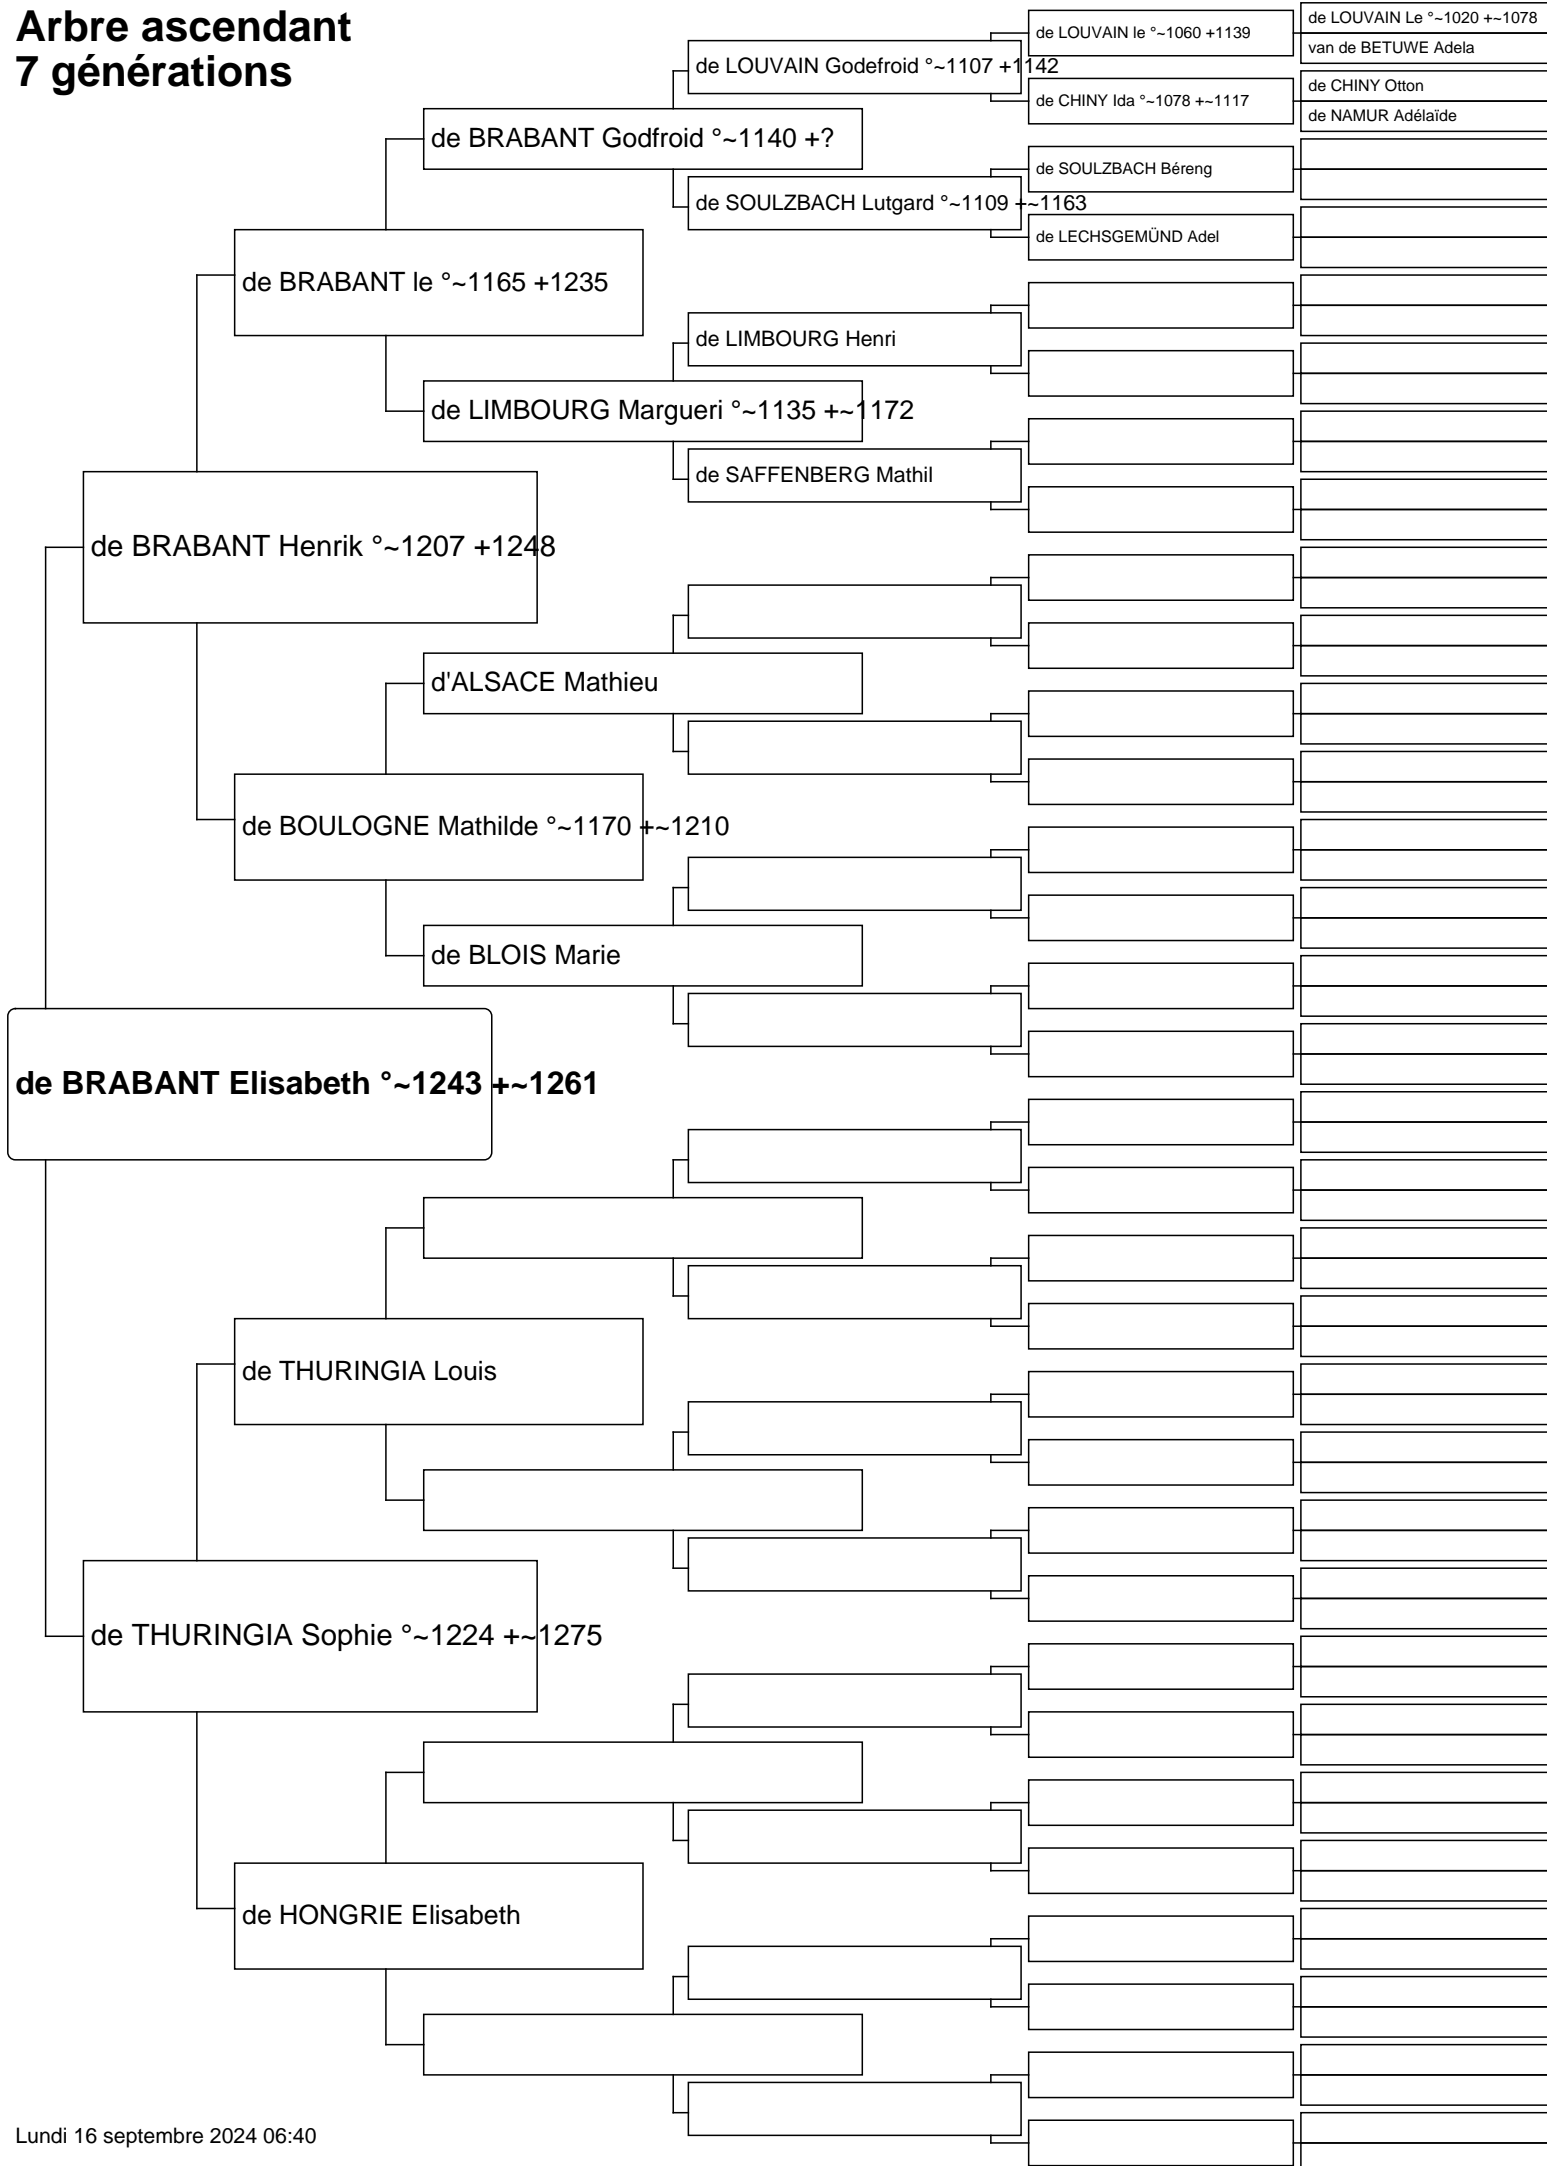 Arbre ascendant
7 générations
de LOUVAIN Le °~1020 +~1078
de LOUVAIN le °~1060 +1139
van de BETUWE Adela
de LOUVAIN Godefroid °~1107 +1142
de CHINY Otton
de CHINY Ida °~1078 +~1117
de NAMUR Adélaïde
de BRABANT Godfroid °~1140 +?
de SOULZBACH Béreng
de SOULZBACH Lutgard °~1109 +~1163
de LECHSGEMÜND Adel
de BRABANT le °~1165 +1235
de LIMBOURG Henri
de LIMBOURG Margueri °~1135 +~1172
de SAFFENBERG Mathil
de BRABANT Henrik °~1207 +1248
d'ALSACE Mathieu
de BOULOGNE Mathilde °~1170 +~1210
de BLOIS Marie
de BRABANT Elisabeth °~1243 +~1261
de THURINGIA Louis
de THURINGIA Sophie °~1224 +~1275
de HONGRIE Elisabeth
Lundi 16 septembre 2024 06:40